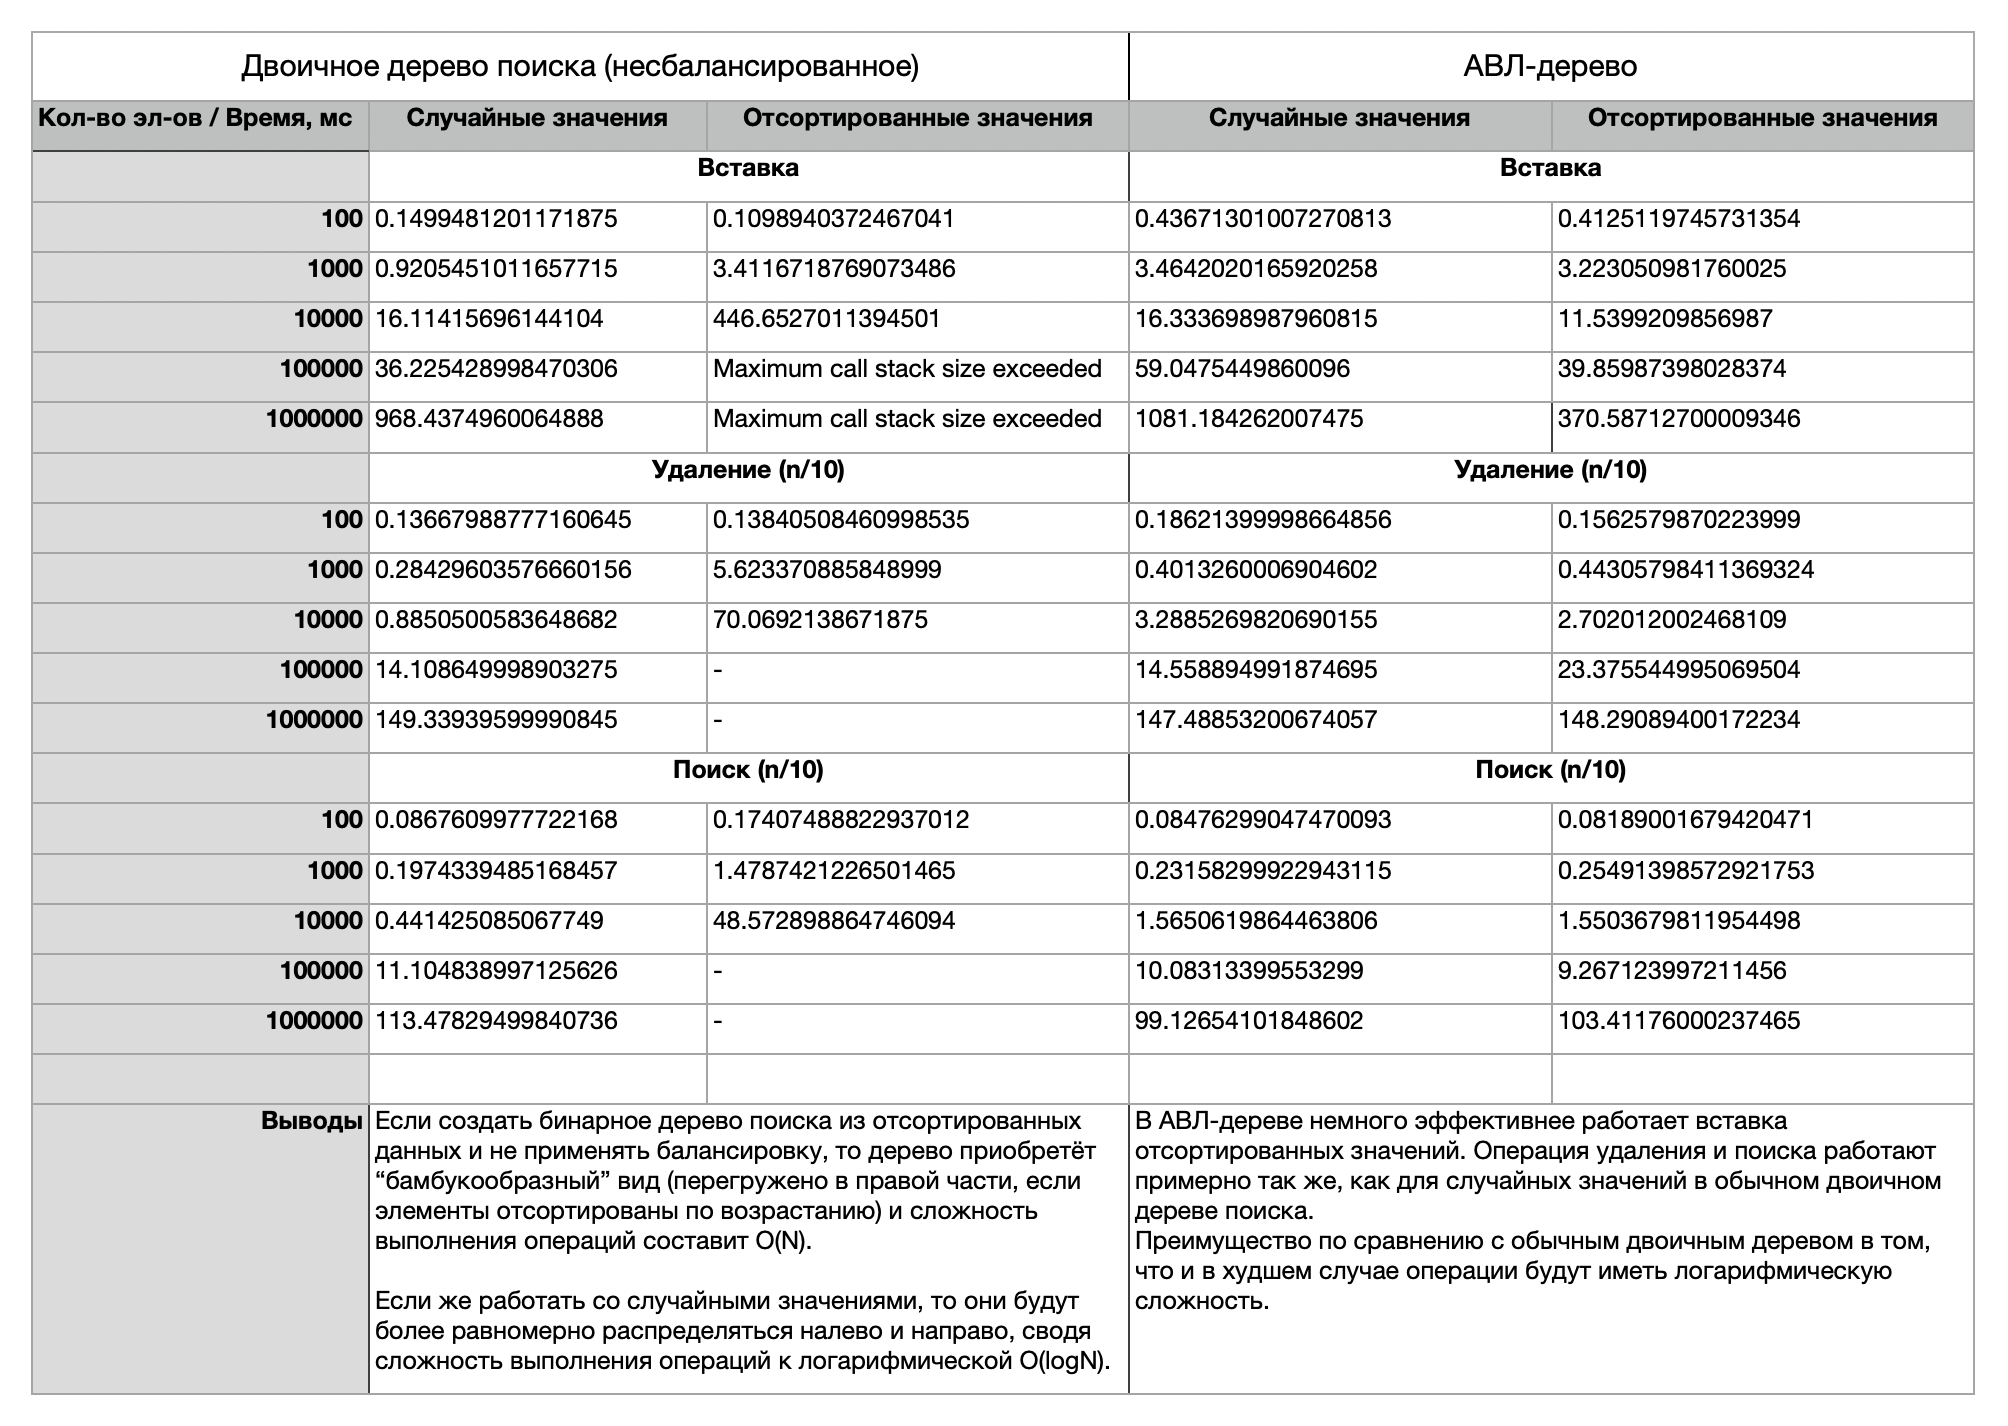 Двоичное дерево поиска (несбалансированное) АВЛ-дерево
Кол-во эл-ов / Время, мс Случайные значения Отсортированные значения Случайные значения Отсортированные значения
Вставка Вставка
100 0.1499481201171875 0.1098940372467041 0.43671301007270813 0.4125119745731354
1000 0.9205451011657715 3.4116718769073486 3.4642020165920258 3.223050981760025
10000 16.11415696144104 446.6527011394501 16.333698987960815 11.5399209856987
100000 36.225428998470306 Maximum call stack size exceeded 59.0475449860096 39.85987398028374
1000000 968.4374960064888 Maximum call stack size exceeded 1081.184262007475 370.58712700009346
Удаление (n/10) Удаление (n/10)
100 0.13667988777160645 0.13840508460998535 0.18621399998664856 0.1562579870223999
1000 0.28429603576660156 5.623370885848999 0.4013260006904602 0.44305798411369324
10000 0.8850500583648682 70.0692138671875 3.2885269820690155 2.702012002468109
100000 14.108649998903275 - 14.558894991874695 23.375544995069504
1000000 149.33939599990845 - 147.48853200674057 148.29089400172234
Поиск (n/10) Поиск (n/10)
100 0.0867609977722168 0.17407488822937012 0.08476299047470093 0.08189001679420471
1000 0.1974339485168457 1.4787421226501465 0.23158299922943115 0.25491398572921753
10000 0.441425085067749 48.572898864746094 1.5650619864463806 1.5503679811954498
100000 11.104838997125626 - 10.08313399553299 9.267123997211456
1000000 113.47829499840736 - 99.12654101848602 103.41176000237465
Выводы
Если создать бинарное дерево поиска из отсортированных
данных и не применять балансировку, то дерево приобретёт
“бамбукообразный” вид (перегружено в правой части, если
элементы отсортированы по возрастанию) и сложность
выполнения операций составит O(N).
Если же работать со случайными значениями, то они будут
более равномерно распределяться налево и направо, сводя
сложность выполнения операций к логарифмической O(logN).
В АВЛ-дереве немного эффективнее работает вставка
отсортированных значений. Операция удаления и поиска работают
примерно так же, как для случайных значений в обычном двоичном
дереве поиска.
Преимущество по сравнению с обычным двоичным деревом в том,
что и в худшем случае операции будут иметь логарифмическую
сложность.